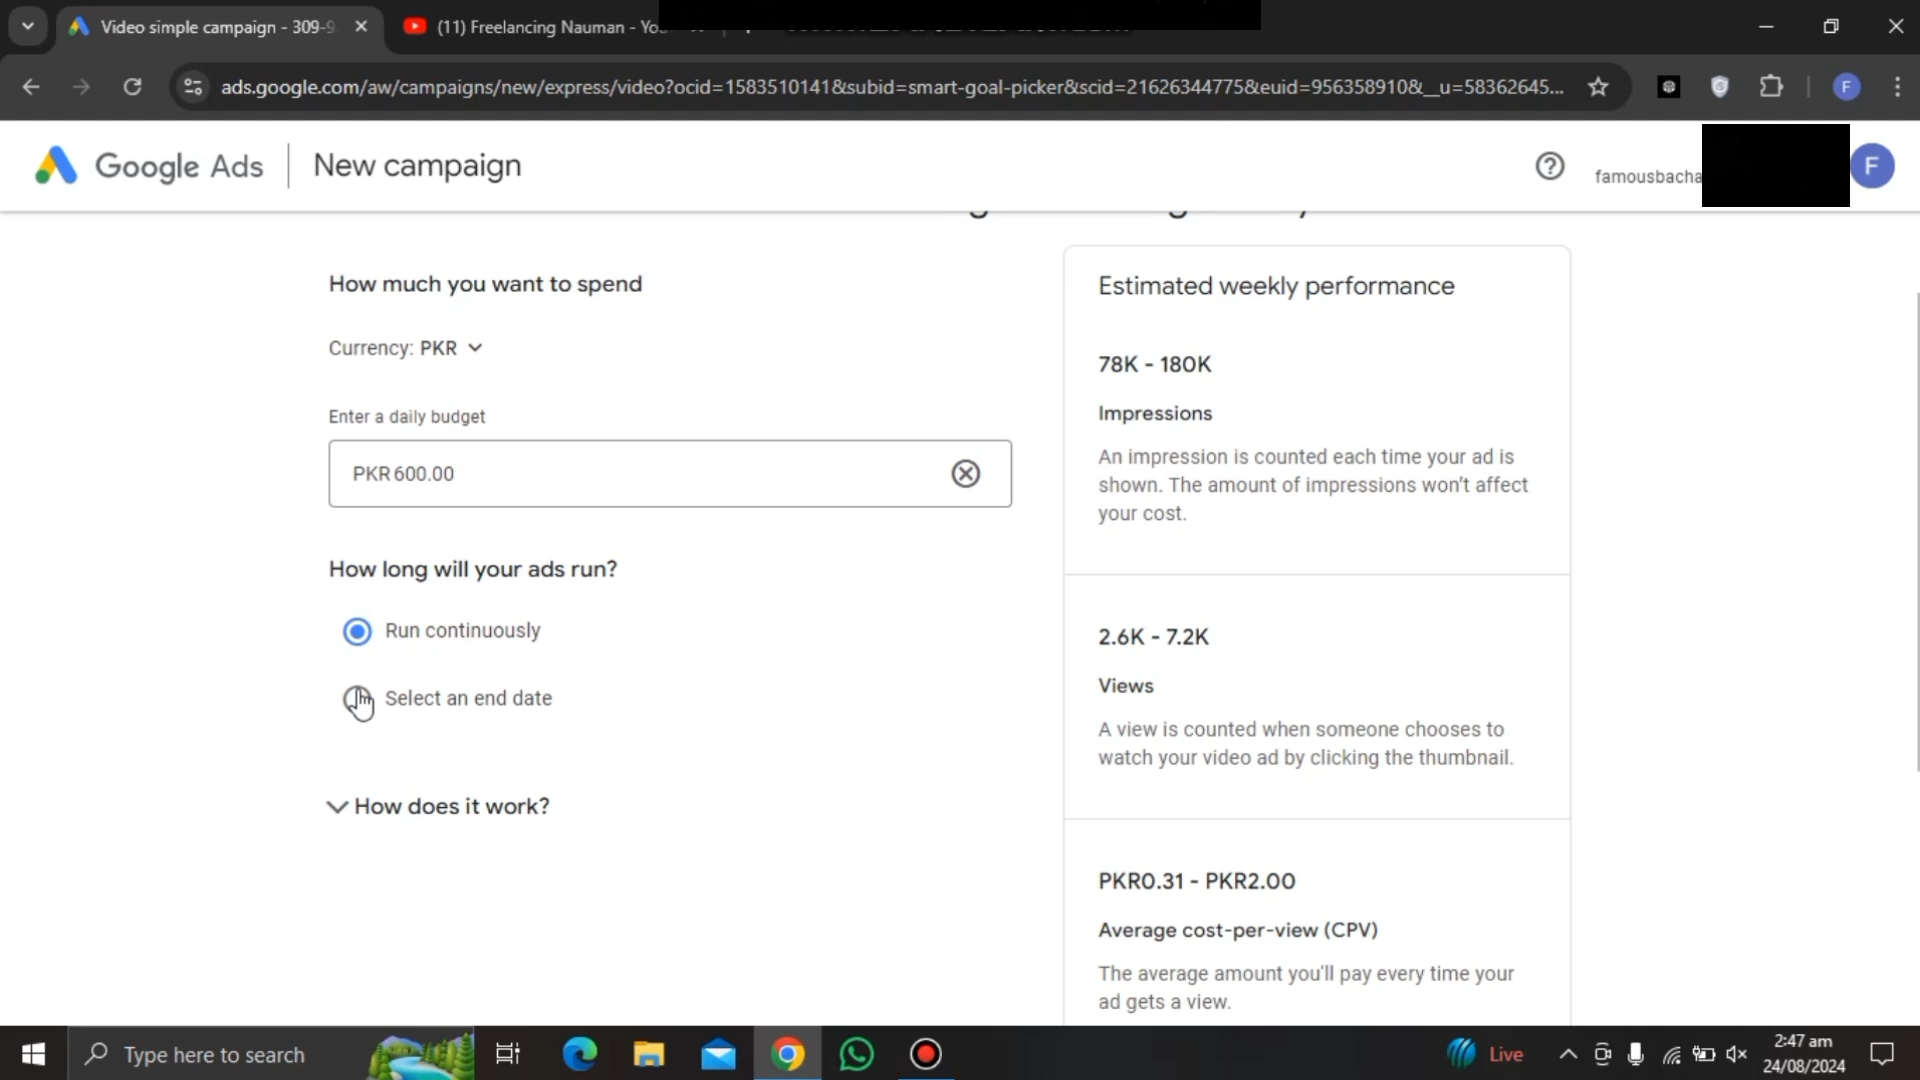 Video simple campaign - 309-9
(11) Freelancing Nauman - Yo
ads.google.com/aw/campaigns/new/express/video?ocid=1583510141&subid=smart-goal-picker&scid=21626344775&euid=956358910&__u=58362645...
F
Google Ads
New campaign
famousbacha
F
How much you want to spend
Currency: PKR
Enter a daily budget
PKR 600.00
How long will your ads run?
Run continuously
Select an end date
How does it work?
Estimated weekly performance
78K - 180K
Impressions
An impression is counted each time your ad is
shown. The amount of impressions won't affect
your cost.
2.6K - 7.2K
Views
A view is counted when someone chooses to
watch your video ad by clicking the thumbnail.
PKR0.31 - PKR2.00
Average cost-per-view (CPV)
The average amount you'll pay every time your
ad gets a view.
Type here to search
Live
2:47 am
24/08/2024